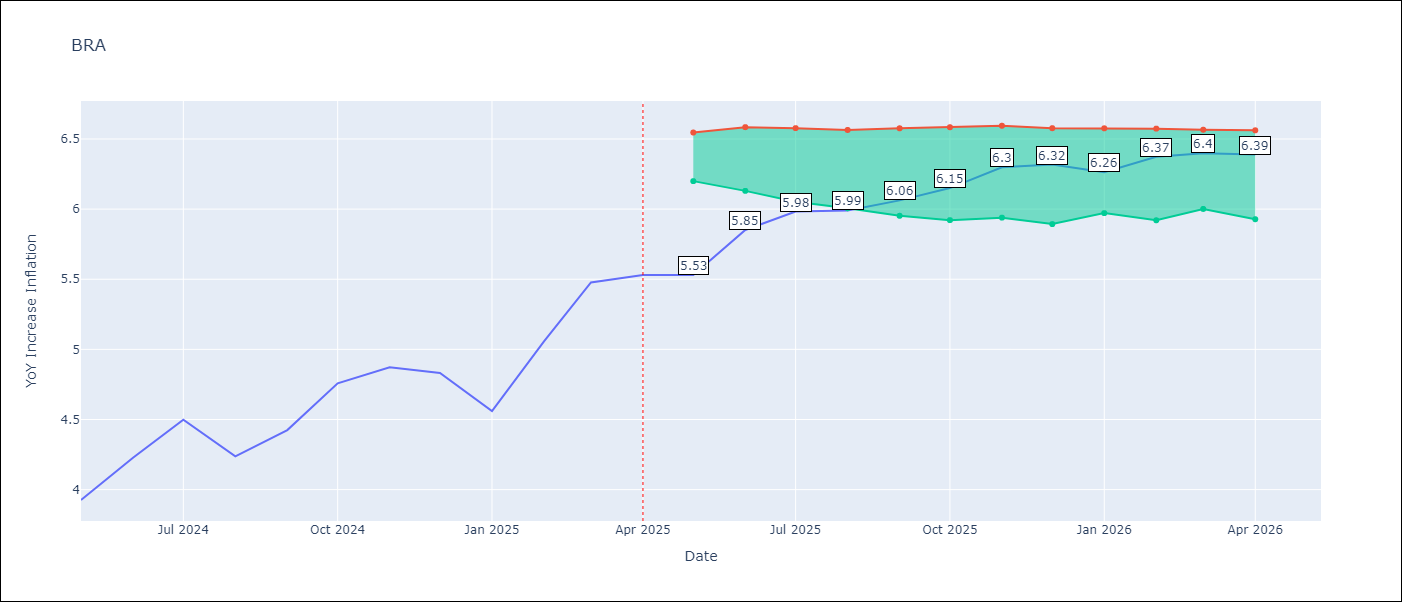 BRA
YoY Increase Inflation
6.5
6
5.5
5
4.5
4
5.53
5.85
5.98
5.99
6.06
6.15
6.3
6.32
6.26
6.37
6.4
6.39
Jul 2024
Oct 2024
Jan 2025
Apr 2025
Jul 2025
Oct 2025
Jan 2026
Apr 2026
Date